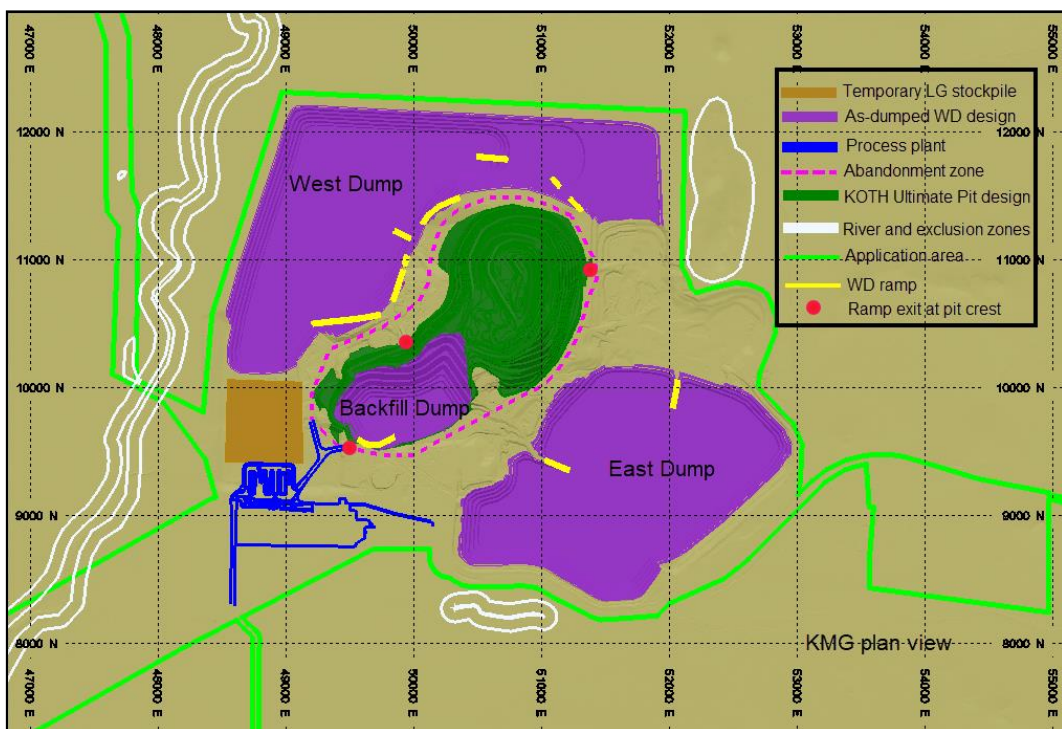 47000 E
48000 E
49000 E
50000 E
51000 E
52000 E
53000 E
54000 E
55000 E
Temporary LG stockpile
As-dumped WD design
Process plant
Abandonment zone
KOTH Ultimate Pit design
River and exclusion zones
Application area
WD ramp
Ramp exit at pit crest
12000 N
12000 N
West Dump
11000 N
11000 N
10000 N
10000 N
Backfill Dump
East Dump
9000 N
9000 N
8000 N
8000 N
KMG plan view
47000 E
48000 E
49000 E
50000 E
51000 E
52000 E
53000 E
54000 E
55000 E